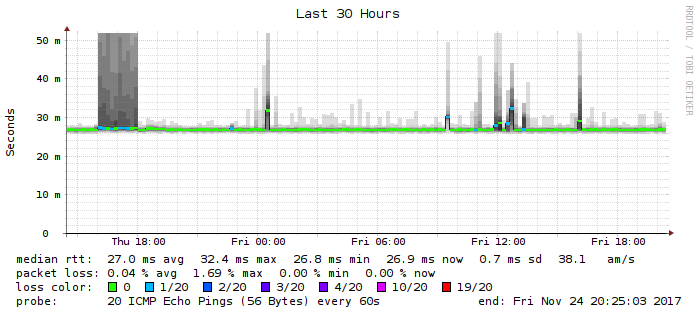 Last 30 Hours
RRDTOOL / TOBI OETIKER
Seconds
50 m
40 m
30 m
20 m
10 m
0
Thu 18:00 Fri 00:00 Fri 06:00 Fri 12:00 Fri 18:00
median rtt: 27.0 ms avg 32.4 ms max 26.8 ms min 26.9 ms now 0.7 ms sd 38.1 am/s
packet loss: 0.04 % avg 1.69 % max 0.00 % min 0.00 % now
loss color: 0 1/20 2/20 3/20 4/20 10/20 19/20
probe: 20 ICMP Echo Pings (56 Bytes) every 60s end: Fri Nov 24 20:25:03 2017